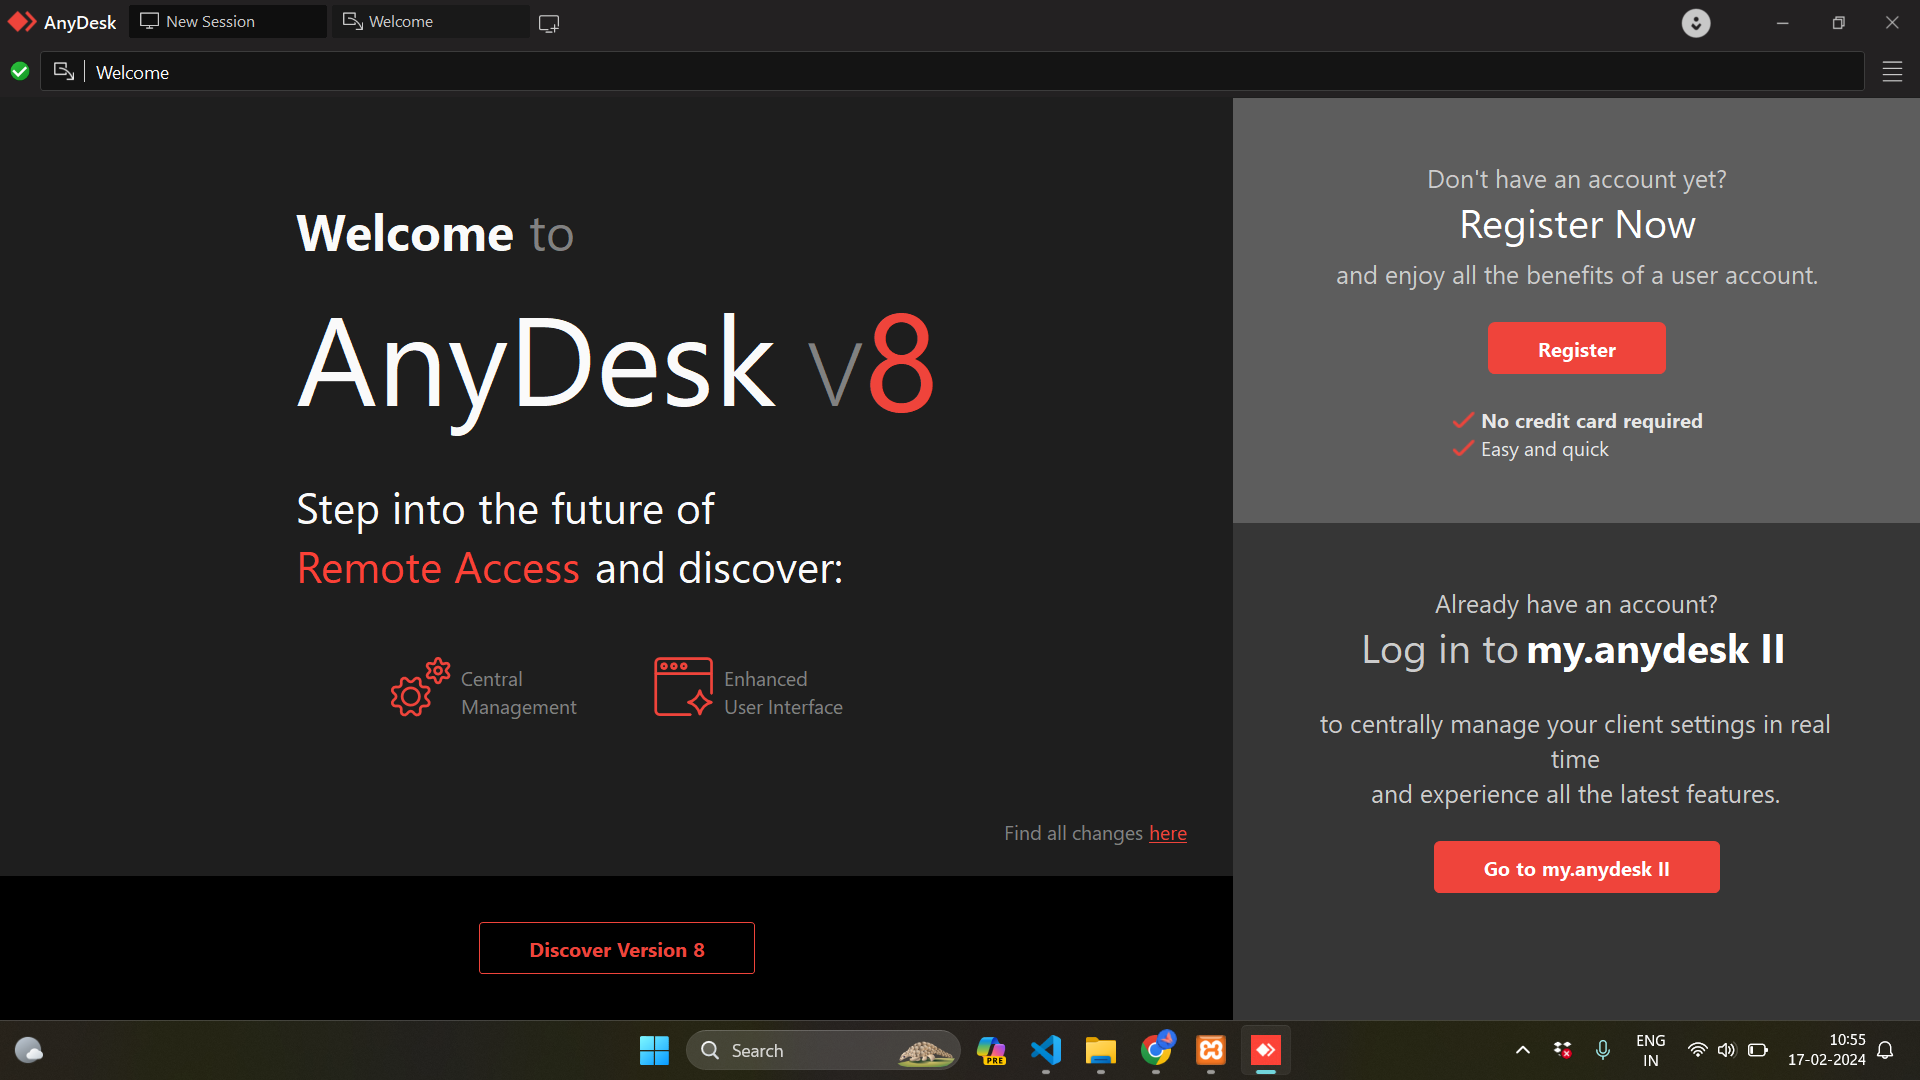 AnyDesk
New Session
Welcome
Welcome
Welcome to
AnyDesk v8
Step into the future of
Remote Access and discover:
Central
Management
Enhanced
User Interface
Find all changes here
Discover Version 8
Don't have an account yet?
Register Now
and enjoy all the benefits of a user account.
Register
No credit card required
Easy and quick
Already have an account?
Log in to my.anydesk II
to centrally manage your client settings in real
time
and experience all the latest features.
Go to my.anydesk II
Search
PRE
ENG
IN
10:55
17-02-2024